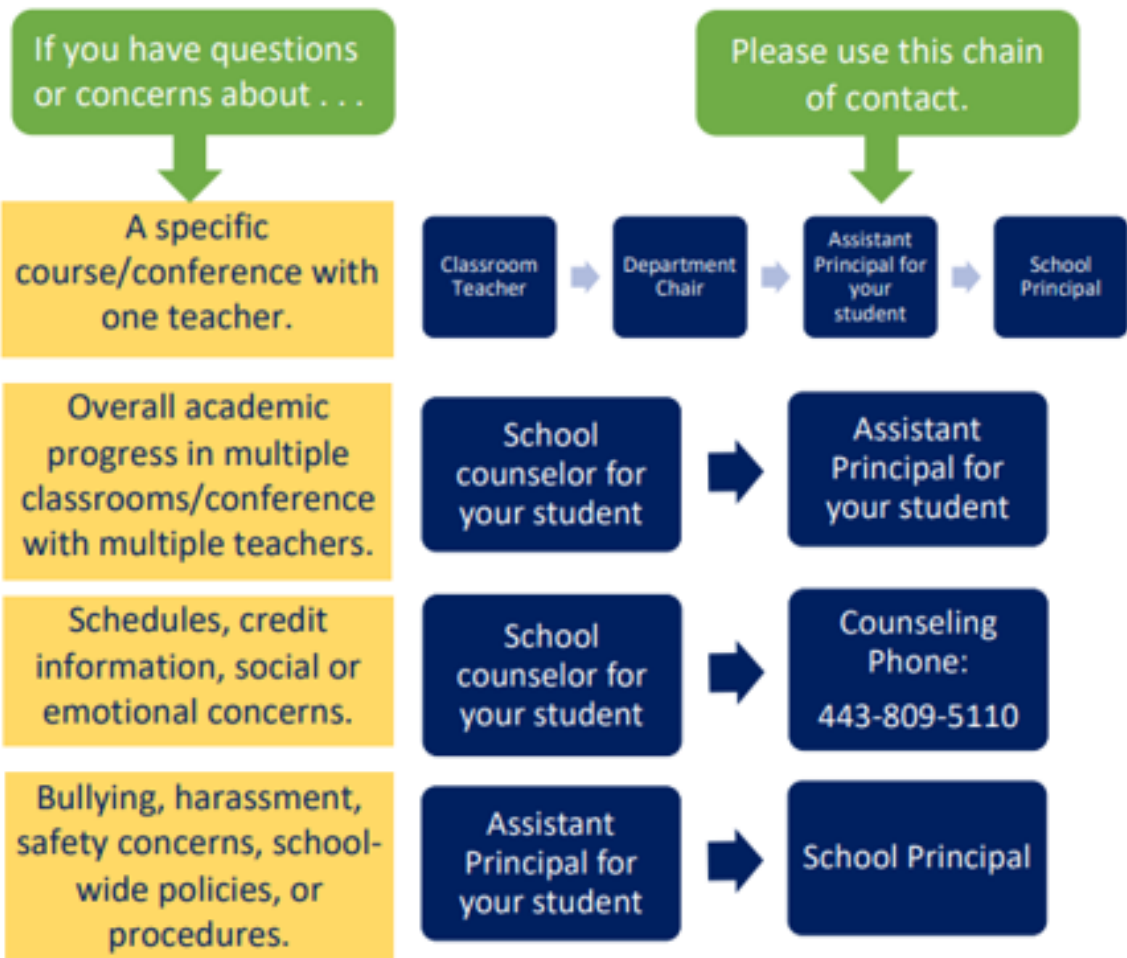 If you have questions
or concerns about . . .
Please use this chain
of contact.
A specific
course/conference with
one teacher.
Classroom
Teacher
Department
Chair
Assistant
Principal for
your
student
School
Principal
Overall academic
progress in multiple
classrooms/conference
with multiple teachers.
School
counselor for
your student
Assistant
Principal for
your student
Schedules, credit
information, social or
emotional concerns.
School
counselor for
your student
Counseling
Phone:
443-809-5110
Bullying, harassment,
safety concerns, school-
wide policies, or
procedures.
Assistant
Principal for
your student
School Principal